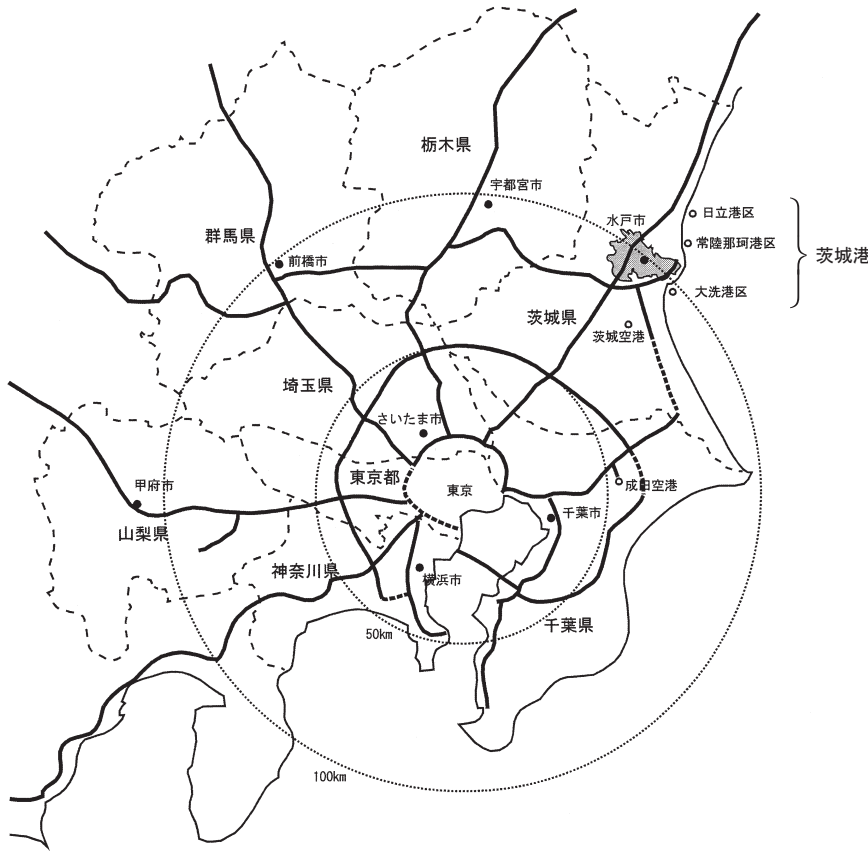 栃木県
宇都宮市
水戸市
日立港区
群馬県
常陸那珂港区
茨城港
前橋市
大洗港区
茨城県
茨城空港
埼玉県
さいたま市
東京都
甲府市
東京
成田空港
千葉市
山梨県
神奈川県
横浜市
千葉県
50km
100km